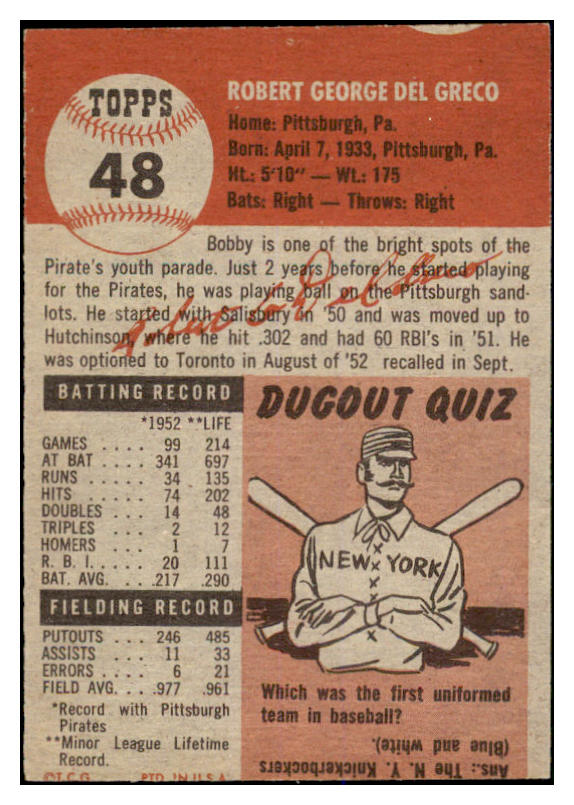 TOPPS
48
ROBERT GEORGE DEL GRECO
Home: Pittsburgh, Pa.
Born: April 7, 1933, Pittsburgh, Pa.
Ht.: 5'10" — Wt.: 175
Bats: Right — Throws: Right
Bobby is one of the bright spots of the
Pirate's youth parade. Just 2 years before he started playing
for the Pirates, he was playing ball on the Pittsburgh sand-
lots. He started with Salisbury in '50 and was moved up to
Hutchinson, where he hit .302 and had 60 RBI's in '51. He
was optioned to Toronto in August of '52 recalled in Sept.
BATTING RECORD
*1952 **LIFE
GAMES .... 99 214
AT BAT .... 341 697
RUNS .... 34 135
HITS .... 74 202
DOUBLES .... 14 48
TRIPLES .... 2 12
HOMERS .... 1 7
R. B. I. .... 20 111
BAT. AVG. ... .217 .290
FIELDING RECORD
PUTOUTS ... 246 485
ASSISTS ... 11 33
ERRORS .... 6 21
FIELD AVG. ... .977 .961
*Record with Pittsburgh
Pirates
**Minor League Lifetime
Record.
©T.C.G. PTD. IN U.S.A.
DUGOUT QUIZ
NEW YORK
Which was the first uniformed
team in baseball?
Ans.: The N. Y. Knickerbockers
(Blue and white).